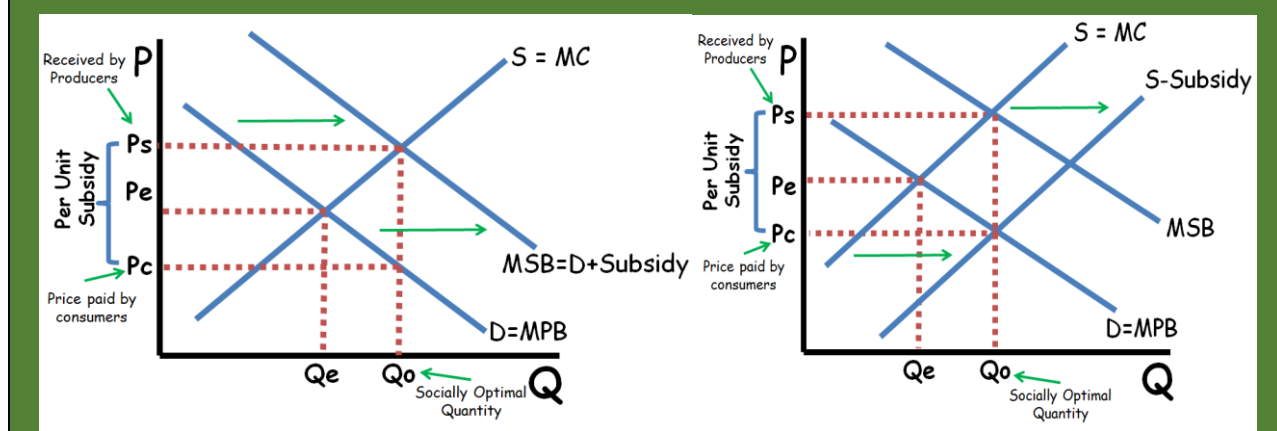 Received by
Producers
P
S = MC
Ps
Per Unit
Subsidy
Pe
Pc
Price paid by
consumers
MSB=D+Subsidy
D=MPB
Qe
Qo
Q
Socially Optimal
Quantity
Received by
Producers
P
S = MC
S-Subsidy
Ps
Per Unit
Subsidy
Pe
Pc
Price paid by
consumers
MSB
D=MPB
Qe
Qo
Q
Socially Optimal
Quantity